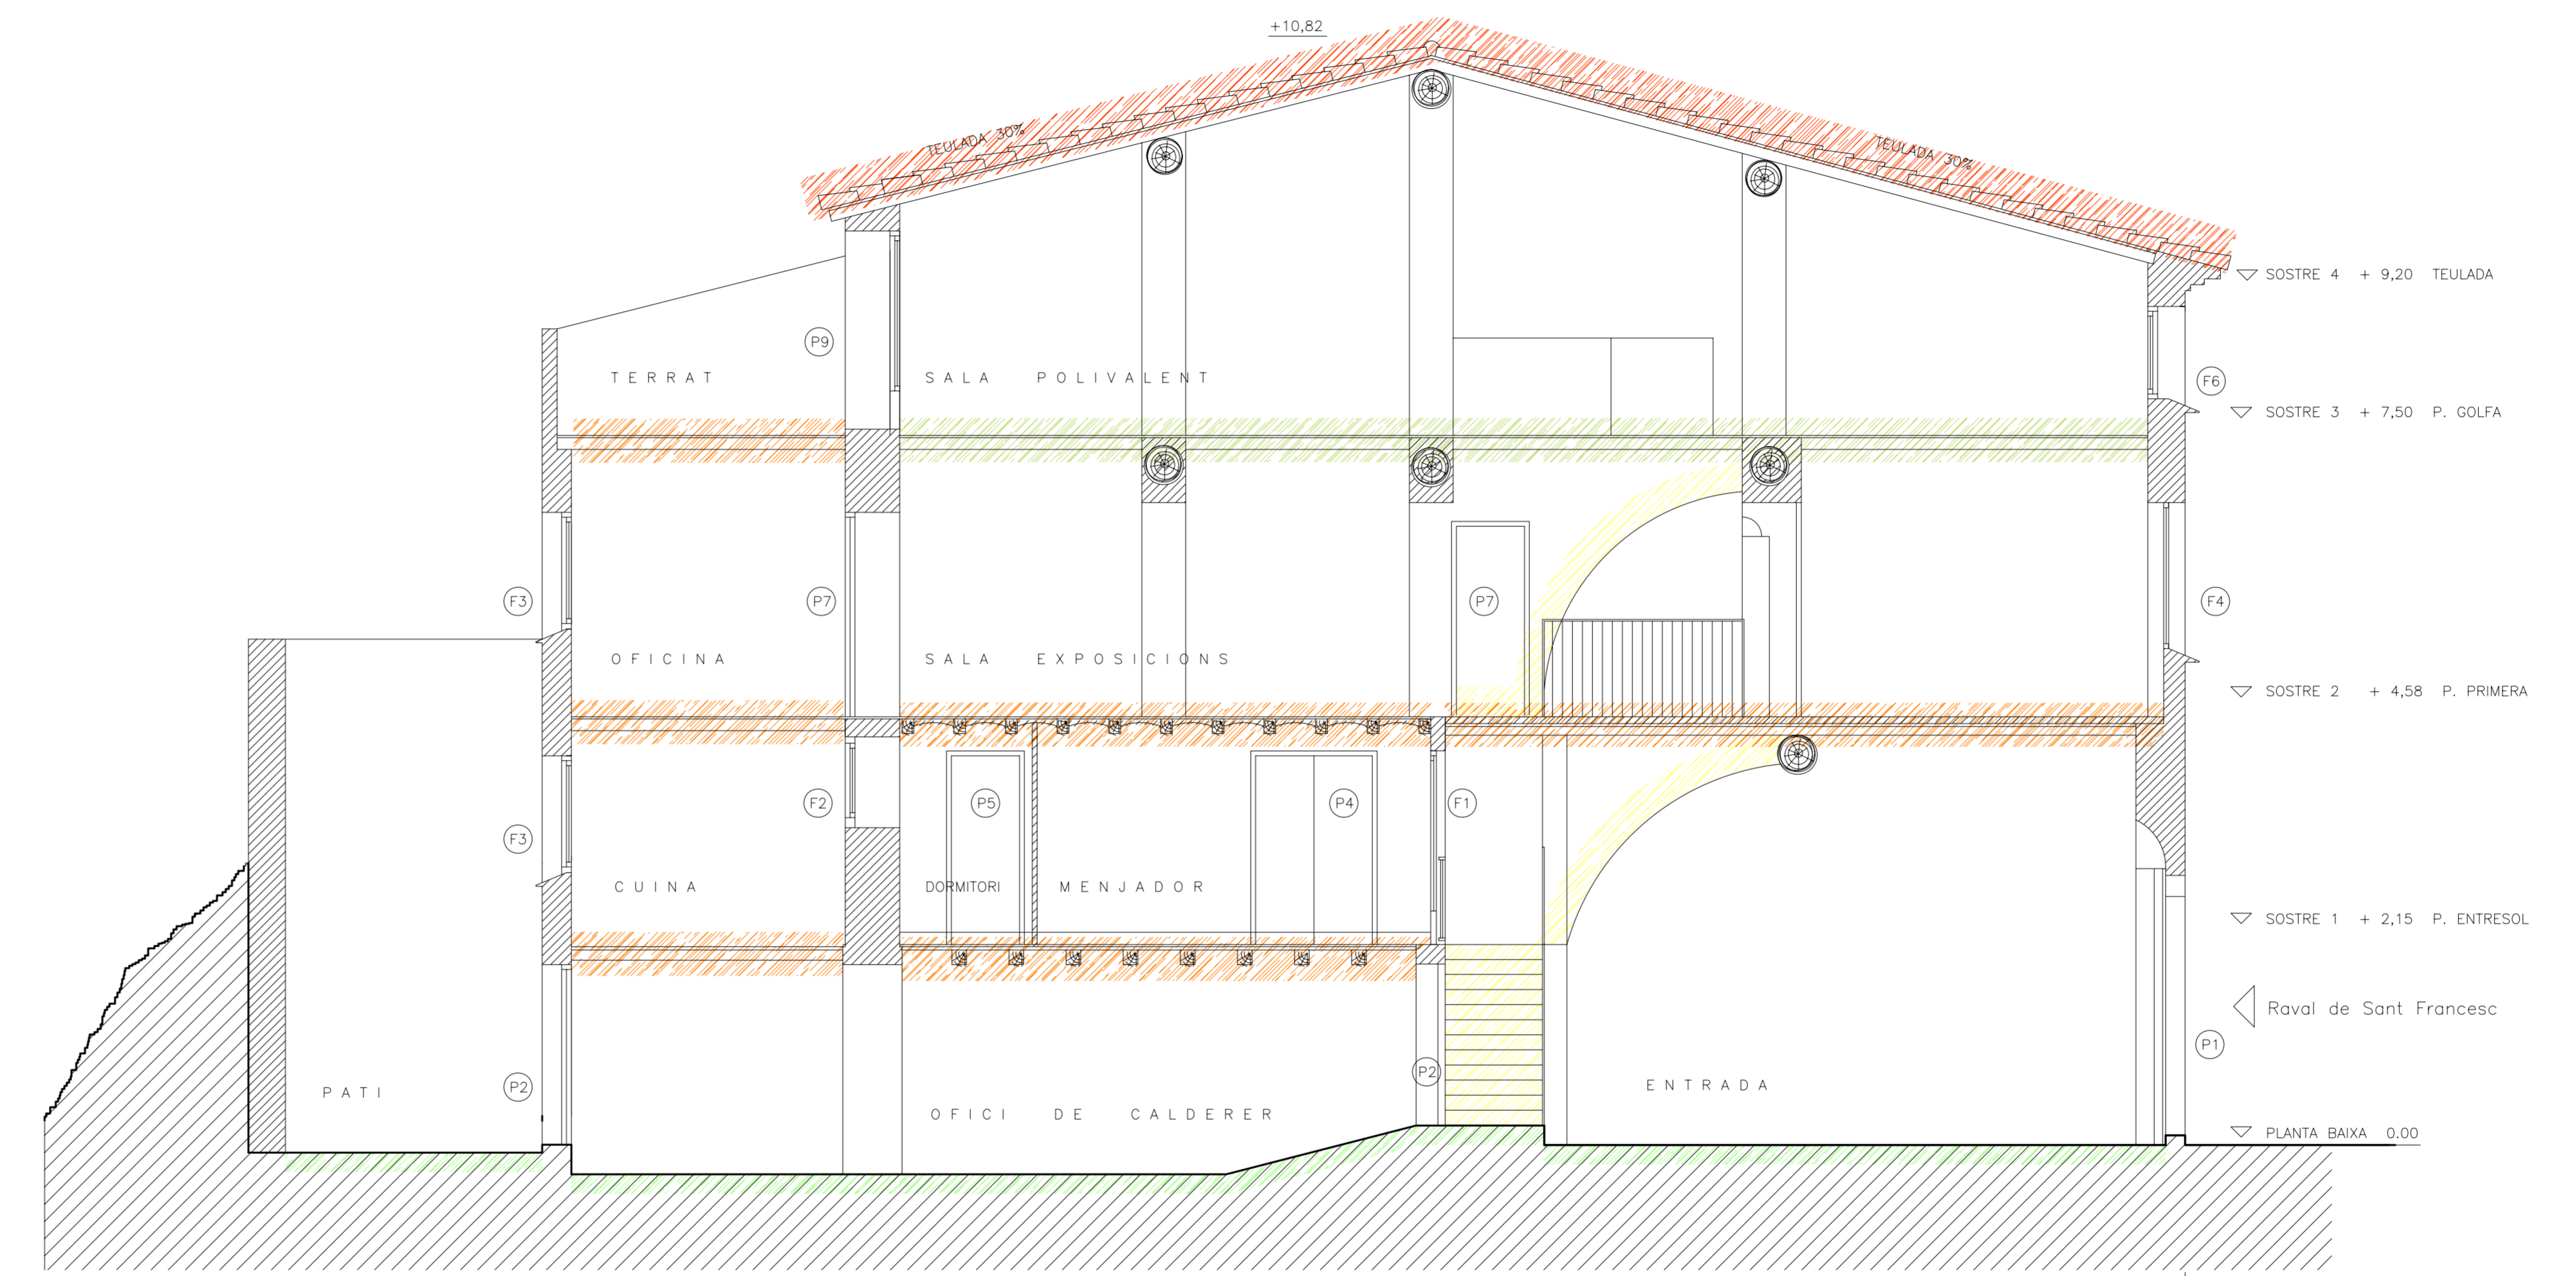 +10,82
TEULADA 30%
TEULADA 30%
SOSTRE 4 + 9,20 TEULADA
P9
TERRAT
SALA POLIVALENT
F6
SOSTRE 3 + 7,50 P. GOLFA
F3
P7
P7
F4
OFICINA
SALA EXPOSICIONS
SOSTRE 2 + 4,58 P. PRIMERA
F3
F2
P5
P4
F1
CUINA
DORMITORI
MENJADOR
SOSTRE 1 + 2,15 P. ENTRESOL
Raval de Sant Francesc
P1
P2
P2
PATI
OFICI DE CALDERER
ENTRADA
PLANTA BAIXA 0.00